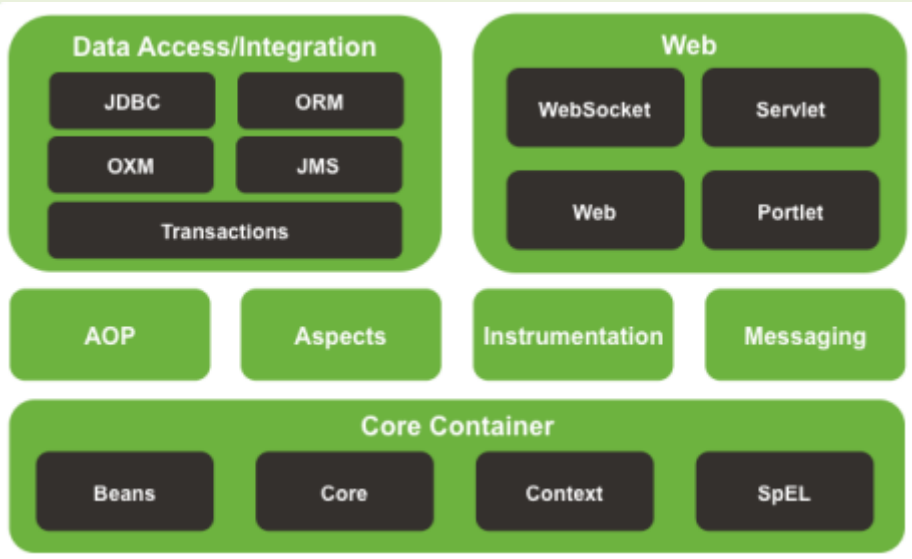 Data Access/Integration
JDBC
ORM
OXM
JMS
Transactions
Web
WebSocket
Servlet
Web
Portlet
AOP
Aspects
Instrumentation
Messaging
Core Container
Beans
Core
Context
SpEL